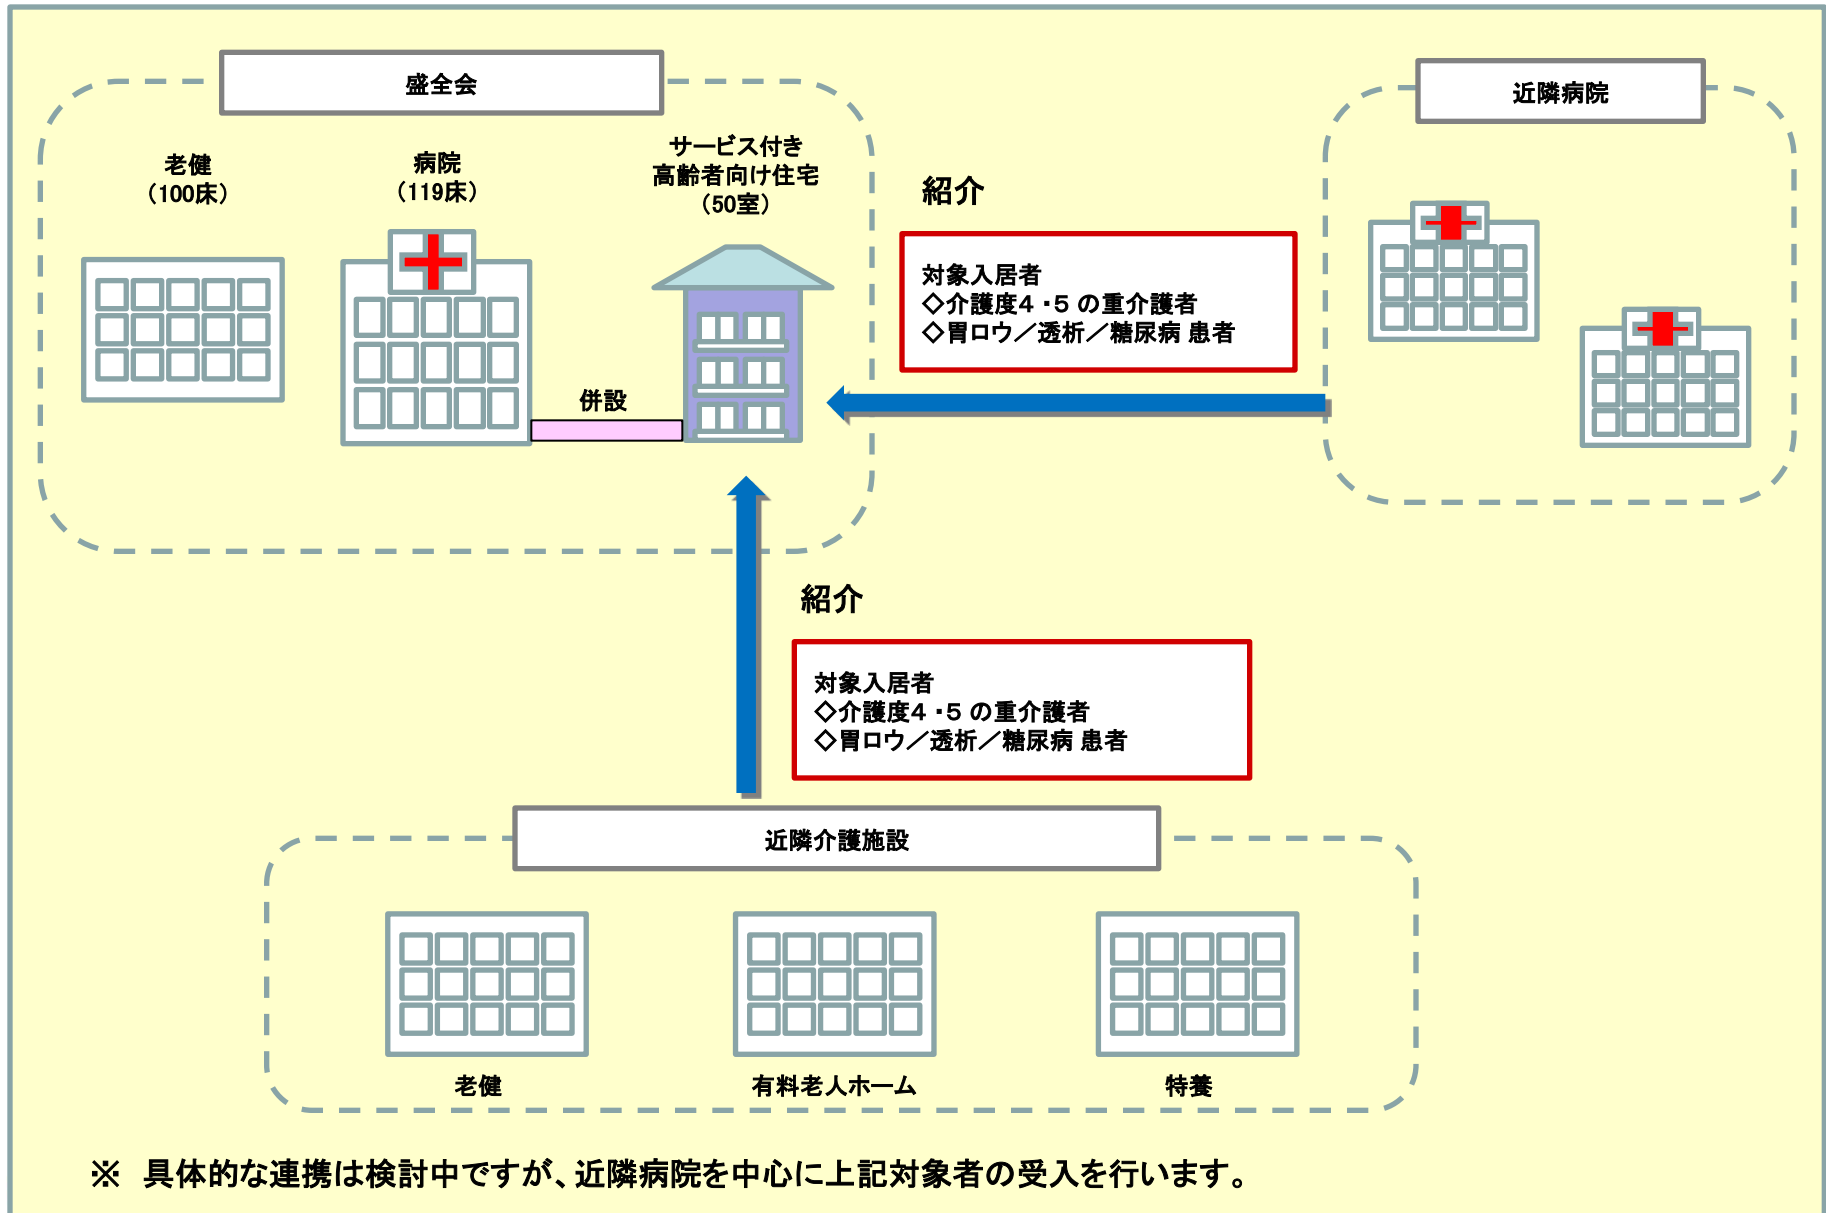 盛全会
近隣病院
老健
（100床）
病院
（119床）
サービス付き
高齢者向け住宅
（50室）
紹介
対象入居者
◇介護度４・５ の重介護者
◇胃ロウ／透析／糖尿病 患者
併設
紹介
対象入居者
◇介護度４・５ の重介護者
◇胃ロウ／透析／糖尿病 患者
近隣介護施設
老健
有料老人ホーム
特養
※　具体的な連携は検討中ですが、近隣病院を中心に上記対象者の受入を行います。